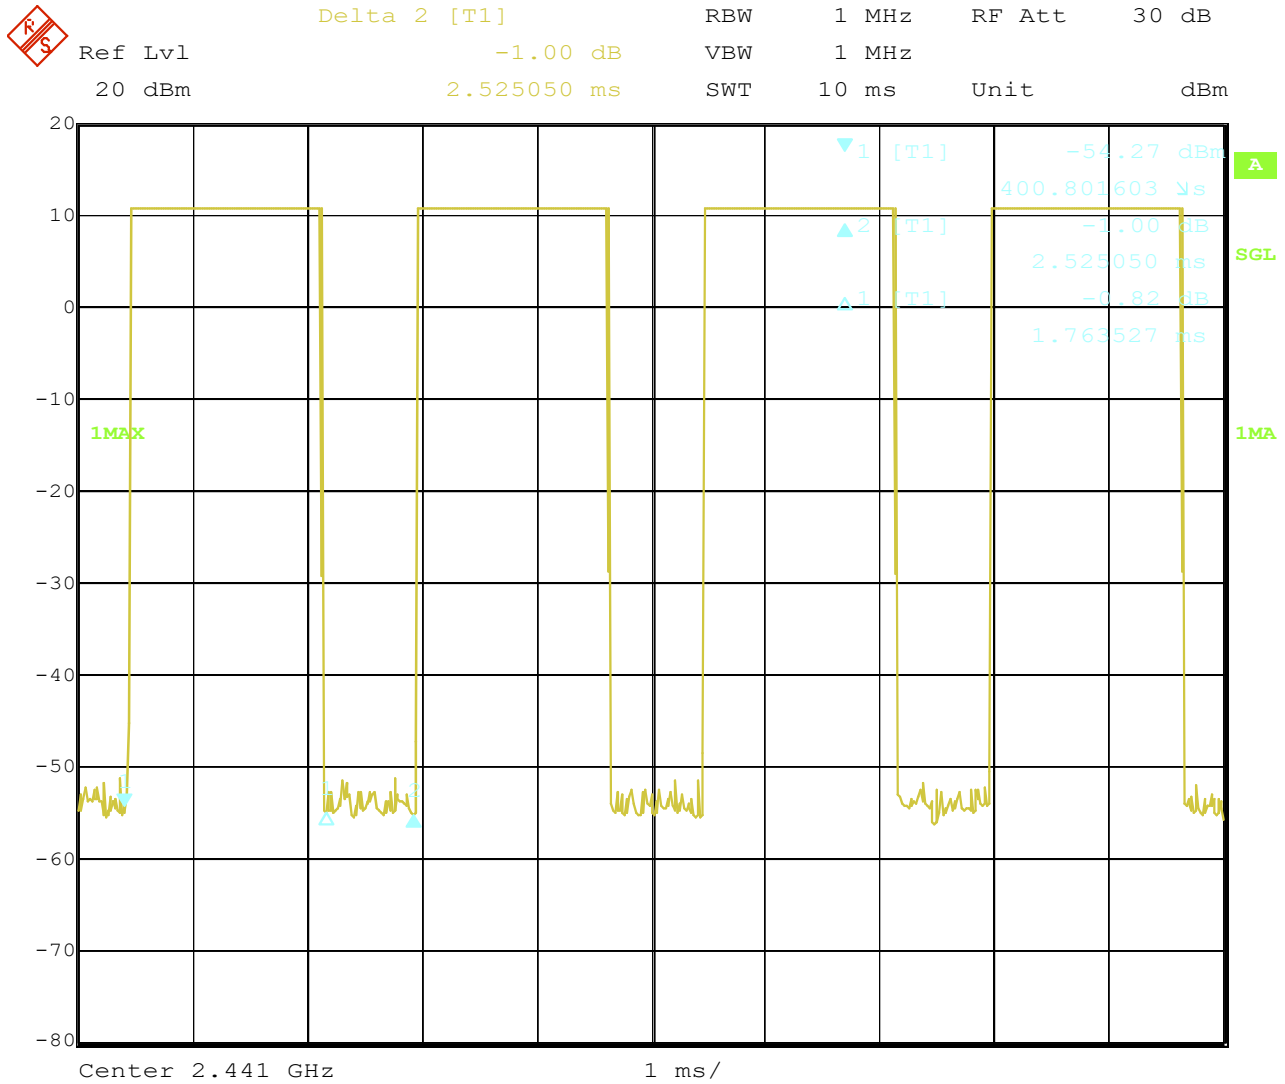 R S
Delta 2 [T1] RBW 1 MHz RF Att 30 dB
Ref Lvl -1.00 dB VBW 1 MHz
20 dBm 2.525050 ms SWT 10 ms Unit dBm
20
1 [T1] -54.27 dBm
A
400.801603 µs
10
2 [T1] -1.00 dB
SGL
2.525050 ms
0
1 [T1] -0.82 dB
1.763527 ms
-10
1MAX 1MA
-20
-30
-40
-50
1 1 2
-60
-70
-80
Center 2.441 GHz 1 ms/